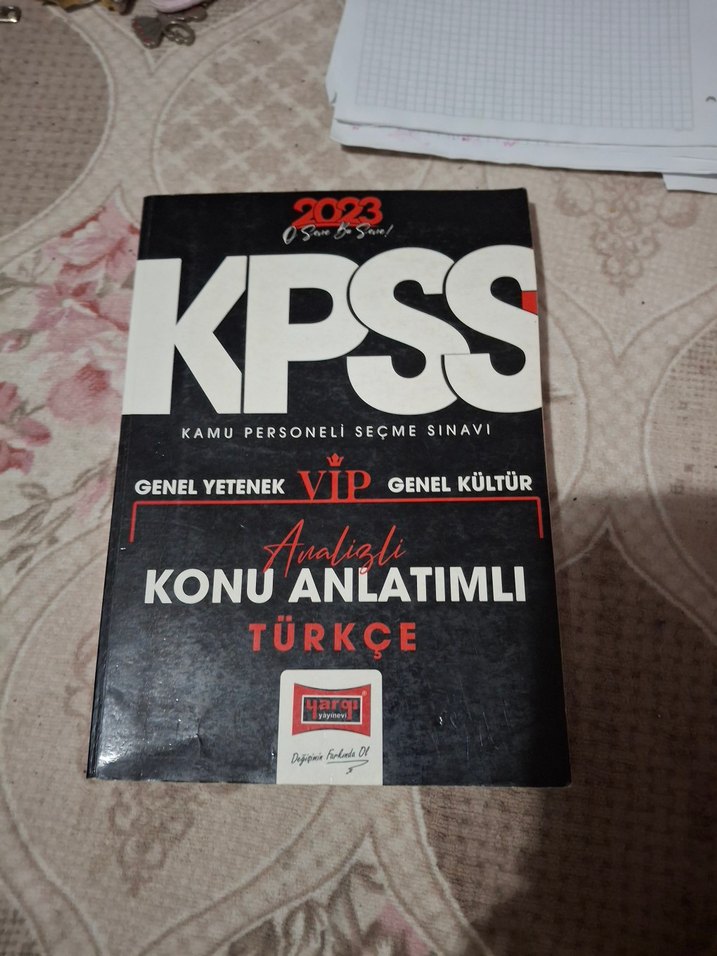 2023
O Sene Bu Sene!
KPSS
KAMU PERSONELİ SEÇME SINAVI
GENEL YETENEK VİP GENEL KÜLTÜR
Analizli
KONU ANLATIMLI
TÜRKÇE
yargı
yayınevi
Değişimin Farkında Ol